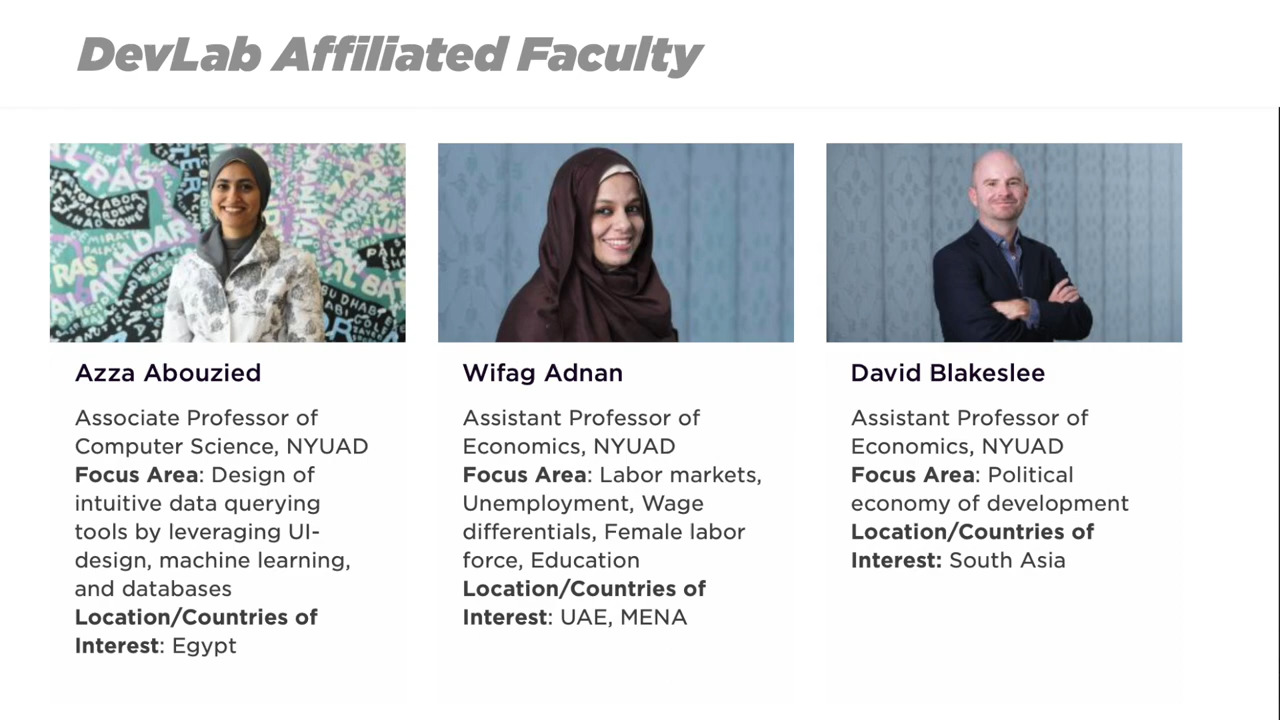 DevLab Affiliated Faculty
Azza Abouzied
Associate Professor of
Computer Science, NYUAD
Focus Area: Design of
intuitive data querying
tools by leveraging UI-
design, machine learning,
and databases
Location/Countries of
Interest: Egypt
Wifag Adnan
Assistant Professor of
Economics, NYUAD
Focus Area: Labor markets,
Unemployment, Wage
differentials, Female labor
force, Education
Location/Countries of
Interest: UAE, MENA
David Blakeslee
Assistant Professor of
Economics, NYUAD
Focus Area: Political
economy of development
Location/Countries of
Interest: South Asia